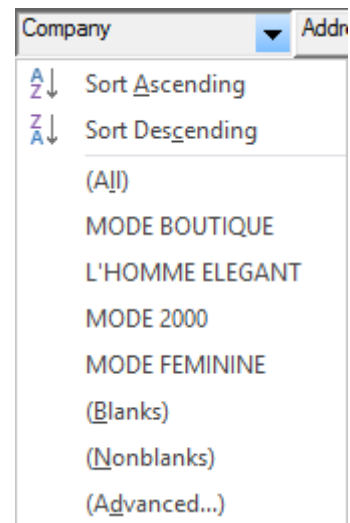 Company Addr
Sort Ascending
Sort Descending
(All)
MODE BOUTIQUE
L'HOMME ELEGANT
MODE 2000
MODE FEMININE
(Blanks)
(Nonblanks)
(Advanced...)